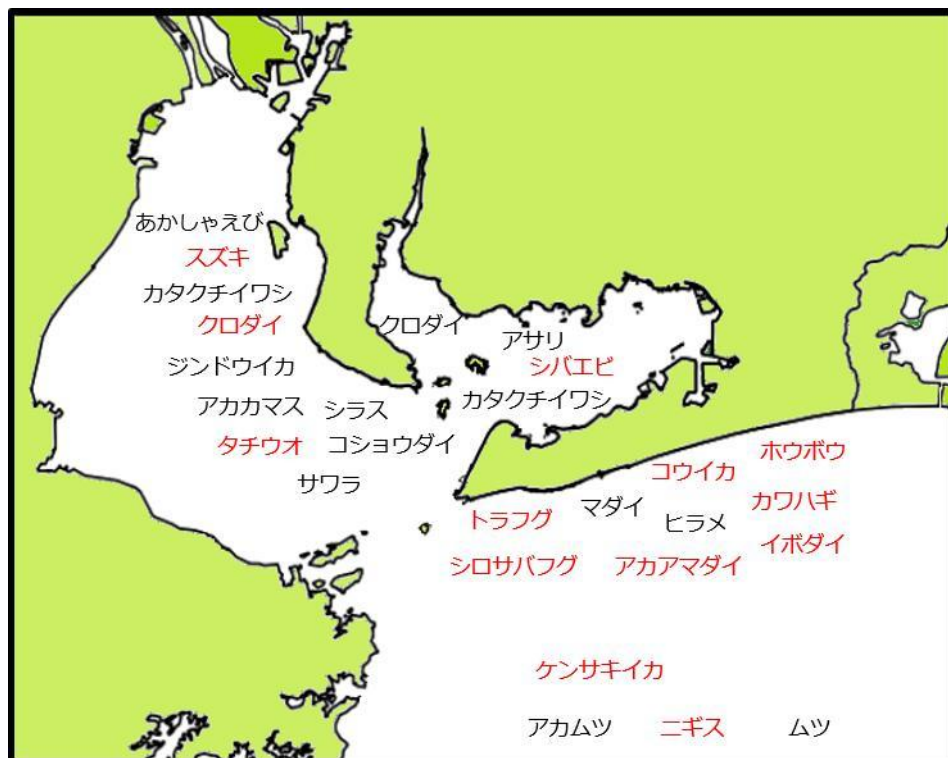 あかしゃえび
スズキ
カタクチイワシ
クロダイ
クロダイ
アサリ
ジンドウイカ
シバエビ
アカカマス
シラス
カタクチイワシ
タチウオ
コショウダイ
サワラ
ホウボウ
コウイカ
カワハギ
トラフグ
マダイ
ヒラメ
イボダイ
シロサバフグ
アカアマダイ
ケンサキイカ
アカムツ
ニギス
ムツ